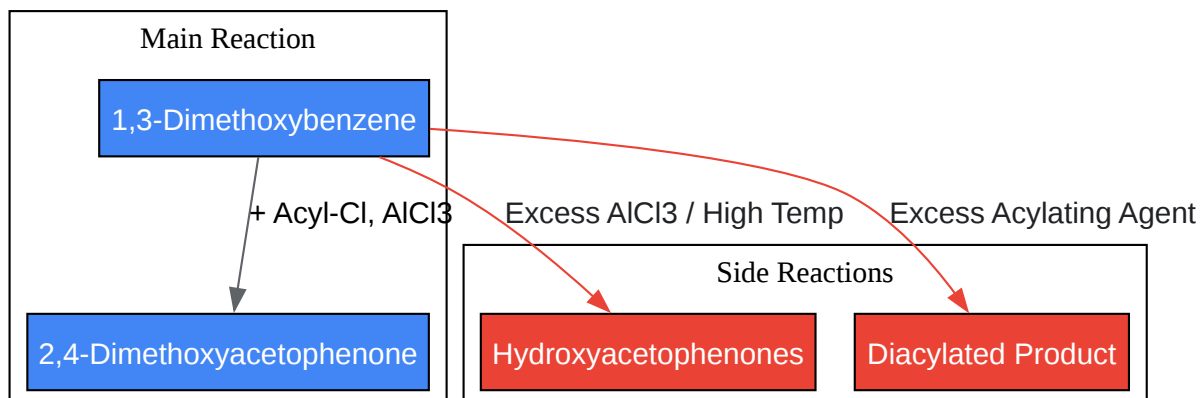 Main Reaction
1,3-Dimethoxybenzene
+ Acyl-Cl, AlCl3
Excess AlCl3 / High Temp
Excess Acylating Agent
Side Reactions
2,4-Dimethoxyacetophenone
Hydroxyacetophenones
Diacylated Product